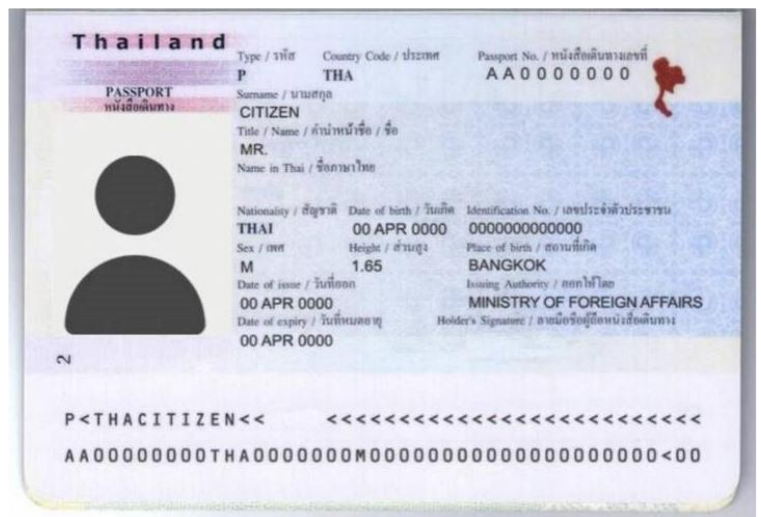 Thailand
Type / รหัส Country Code / ประเทศ Passport No. / หนังสือเดินทางเลขที่
P THA AA0000000
PASSPORT
หนังสือเดินทาง
Surname / นามสกุล
CITIZEN
Title / Name / คำนำหน้าชื่อ / ชื่อ
MR.
Name in Thai / ชื่อภาษาไทย
Nationality / สัญชาติ Date of birth / วันเกิด Identification No. / เลขประจำตัวประชาชน
THAI 00 APR 0000 0000000000000
Sex / เพศ Height / ส่วนสูง Place of birth / สถานที่เกิด
M 1.65 BANGKOK
Date of issue / วันที่ออก Issuing Authority / ออกให้โดย
00 APR 0000 MINISTRY OF FOREIGN AFFAIRS
Date of expiry / วันที่หมดอายุ Holder's Signature / ลายมือชื่อผู้ถือหนังสือเดินทาง
00 APR 0000
2
P<THACITIZEN<< <<<<<<<<<<<<<<<<<<<<<<<<<<
AA00000000THA0000000M00000000000000000000<00